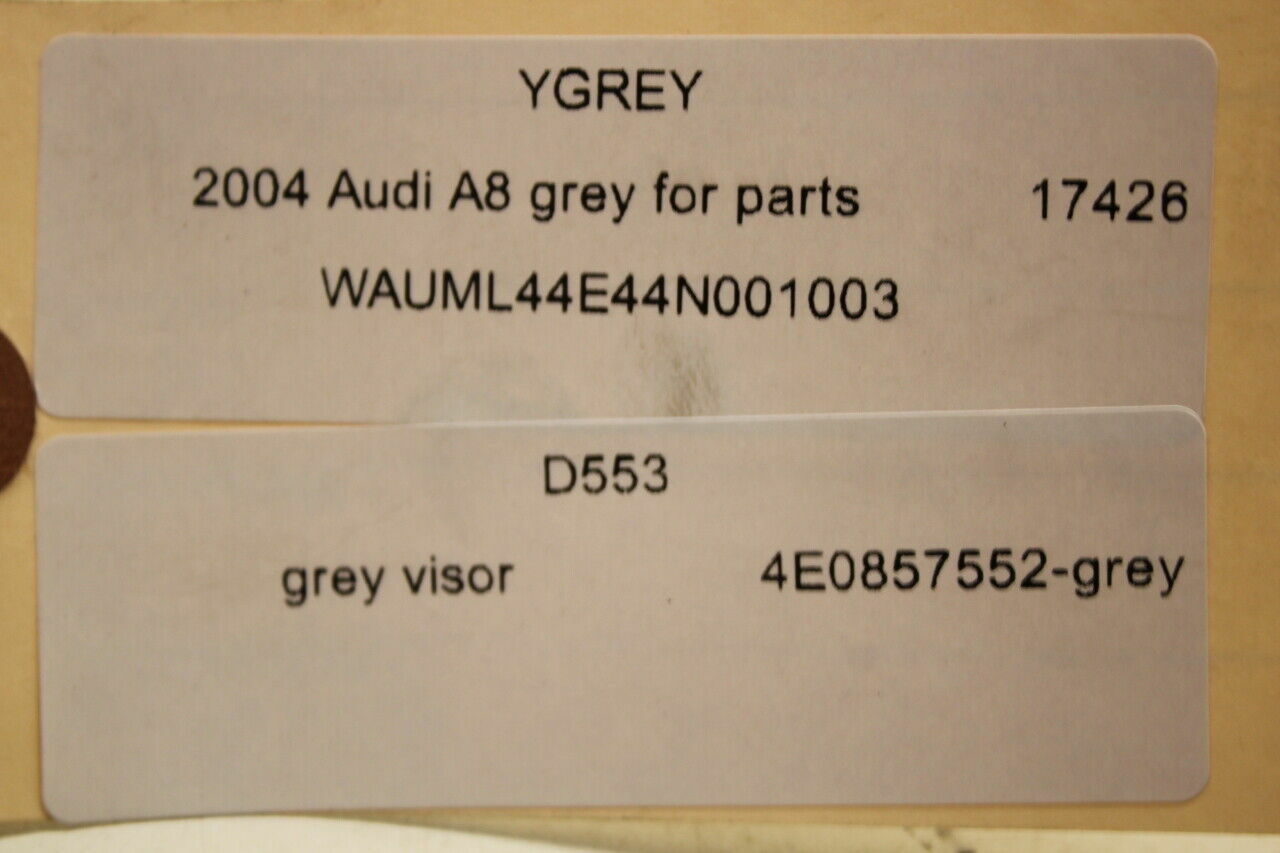 YGREY
2004 Audi A8 grey for parts 17426
WAUML44E44N001003
D553
grey visor 4E0857552-grey